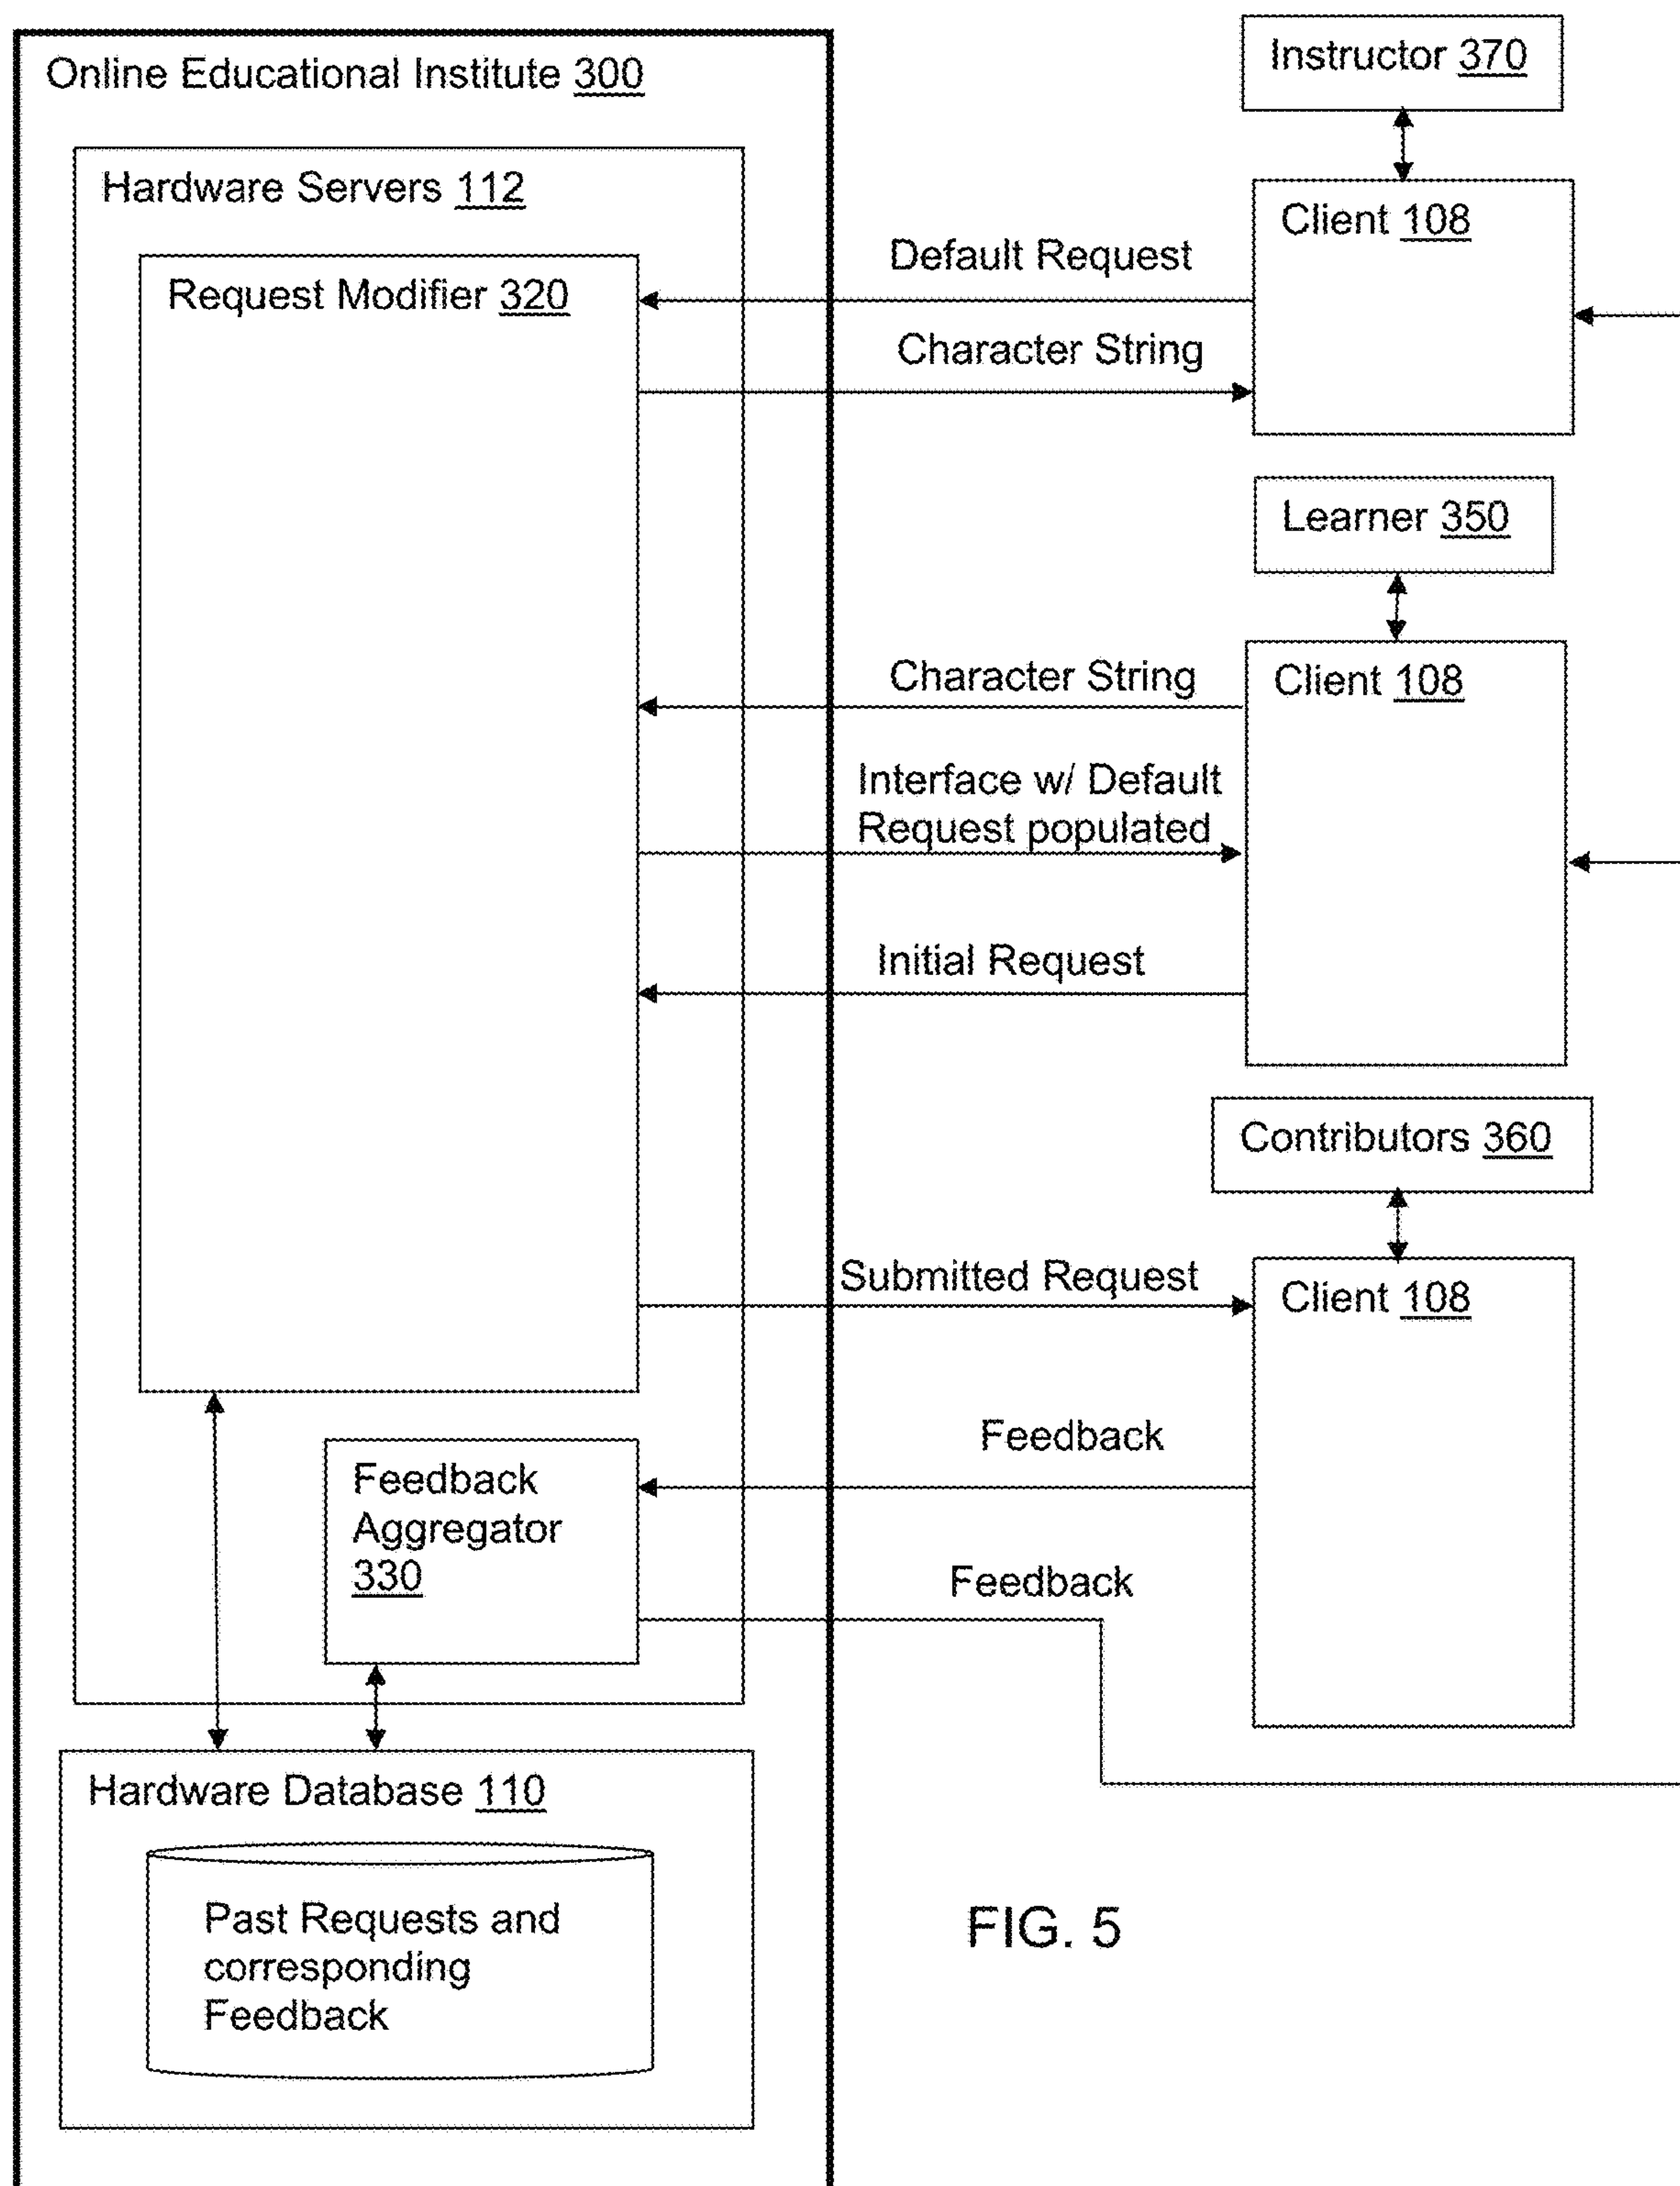 Online Educational Institute 300
Hardware Servers 112
Request Modifier 320
Instructor 370
Client 108
Default Request
Character String
Learner 350
Client 108
Character String
Interface w/ Default
Request populated
Initial Request
Contributors 360
Client 108
Submitted Request
Feedback
Feedback
Aggregator
330
Feedback
Hardware Database 110
Past Requests and
corresponding
Feedback
FIG. 5